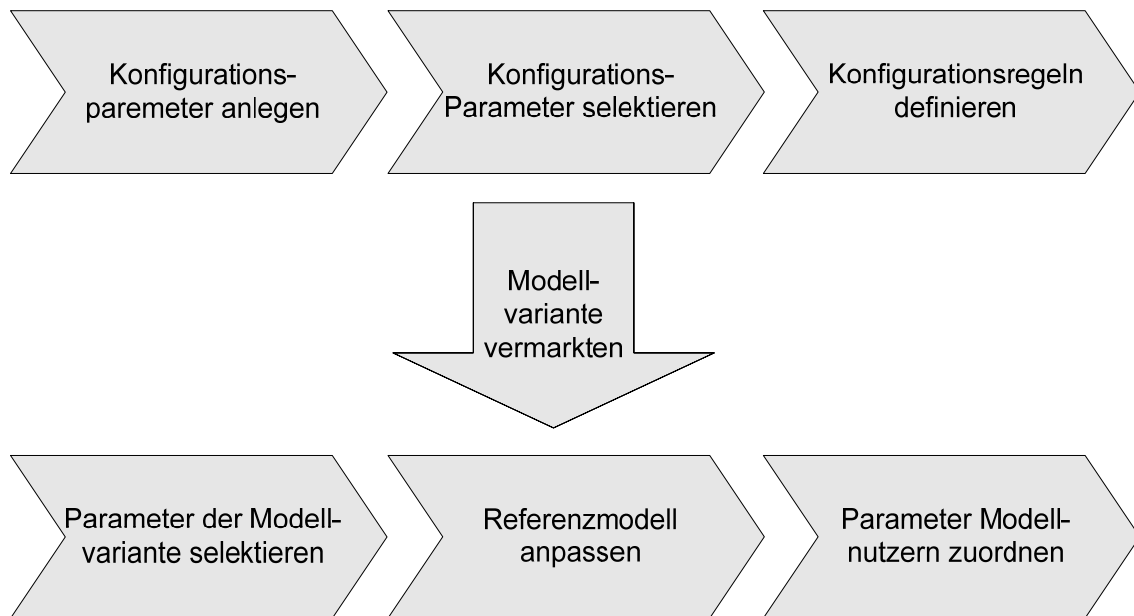 Konfigurations-
paremeter anlegen
Konfigurations-
Parameter selektieren
Konfigurationsregeln
definieren
Modell-
variante
vermarkten
Parameter der Modell-
variante selektieren
Referenzmodell
anpassen
Parameter Modell-
nutzern zuordnen